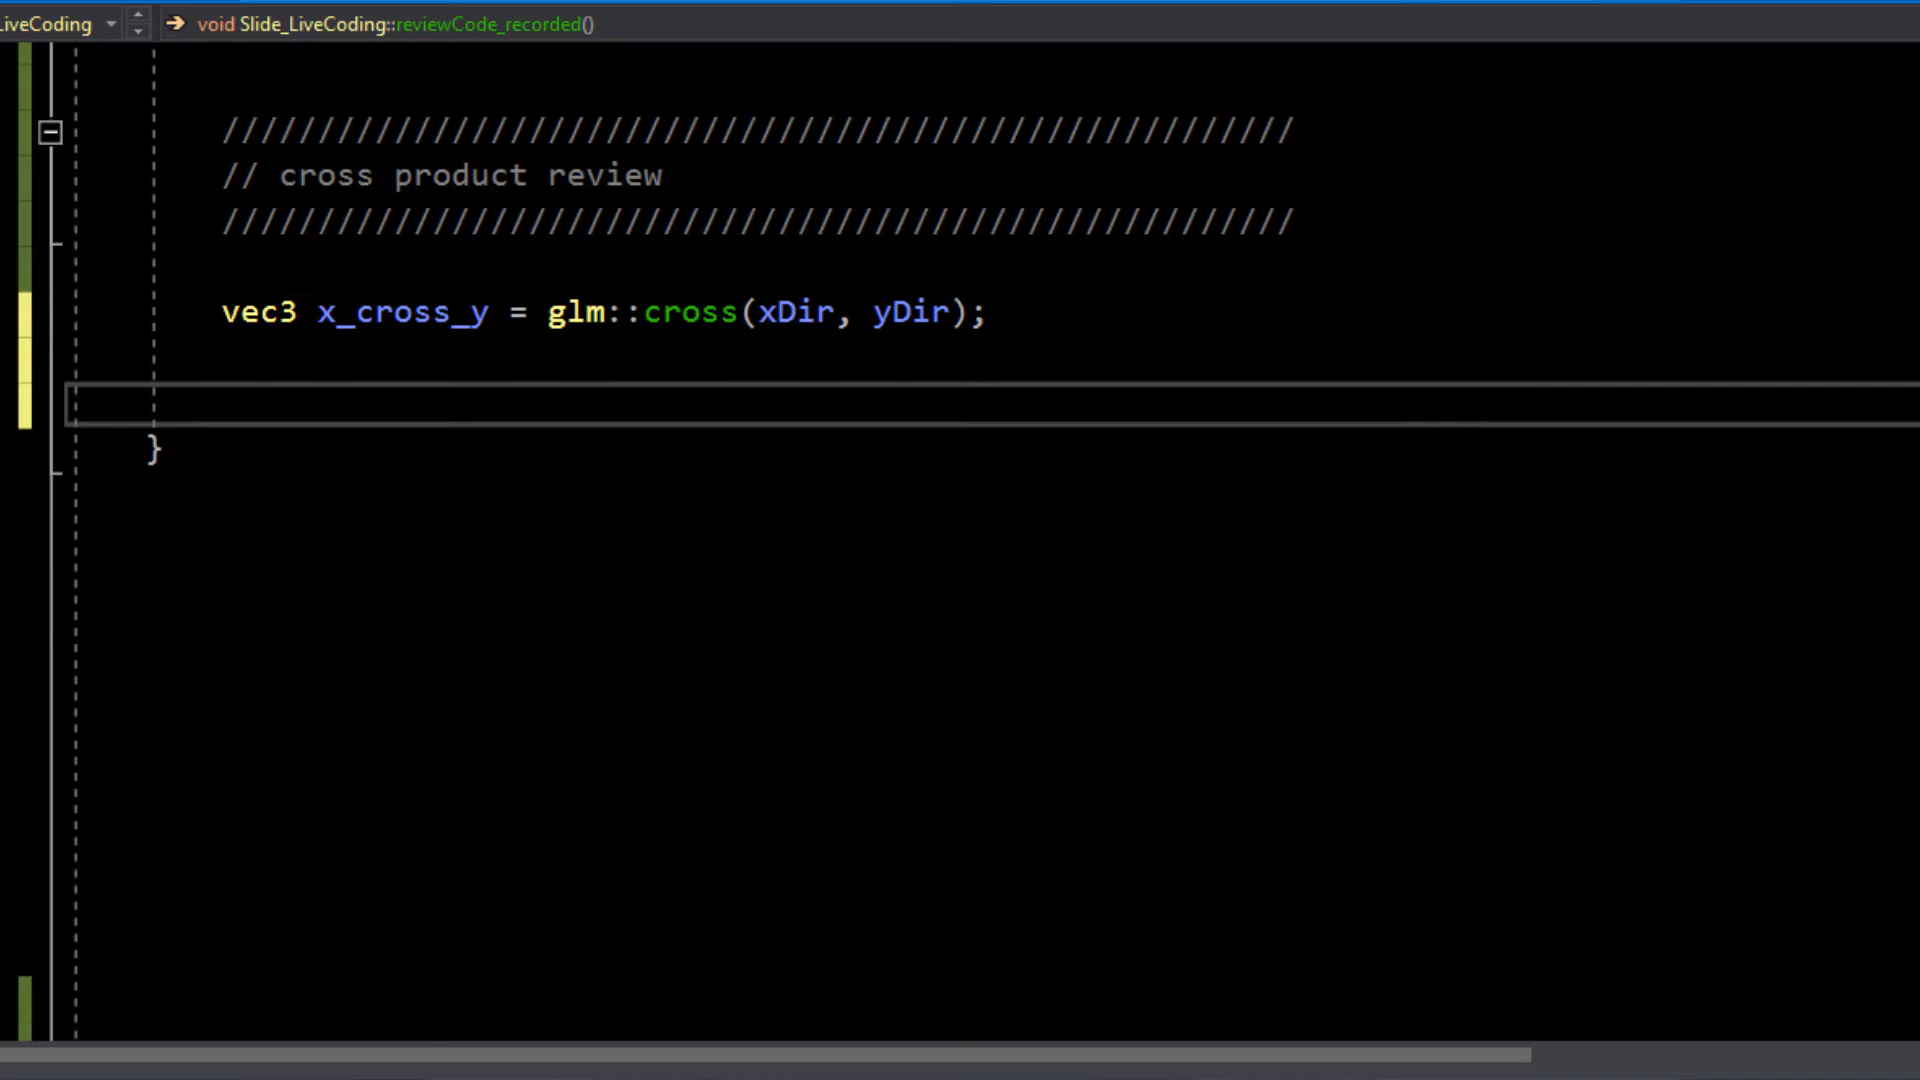 LiveCoding void Slide_LiveCoding::reviewCode_recorded()
////////////////////////////////////////////////////////
// cross product review
////////////////////////////////////////////////////////
vec3 x_cross_y = glm::cross(xDir, yDir);
}